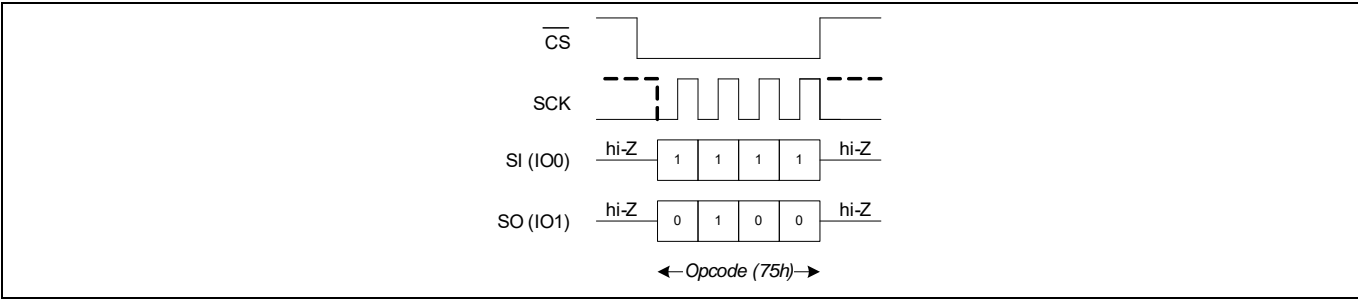 CS
SCK
SI (IO0) hi-Z 1 1 1 1 hi-Z
SO (IO1) hi-Z 0 1 0 0 hi-Z
Opcode (75h)